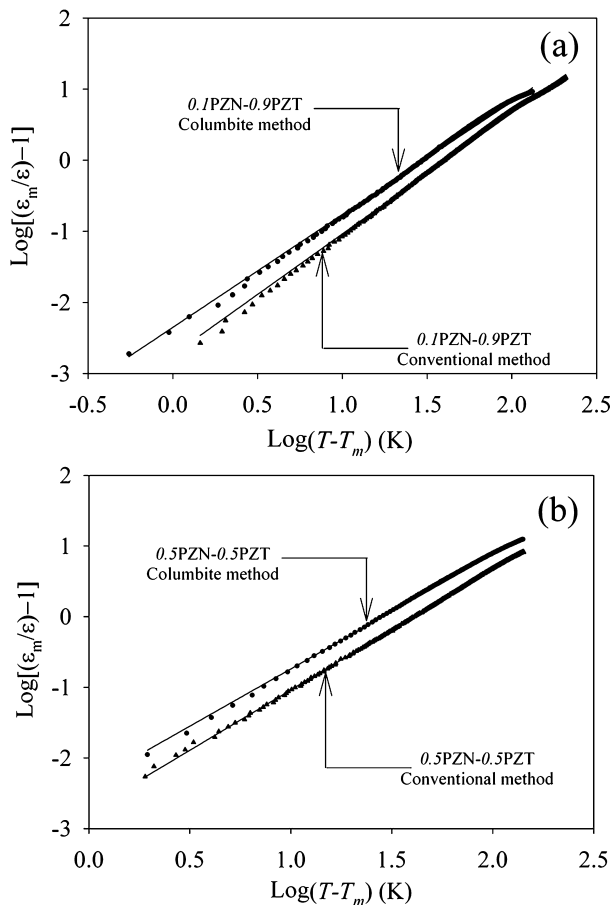 (a)
2
1
0
-1
-2
-3
Log[(εm/ε)−1]
0.1PZN-0.9PZT
Columbite method
0.1PZN-0.9PZT
Conventional method
-0.5 0.0 0.5 1.0 1.5 2.0 2.5
Log(T-Tm) (K)
(b)
2
1
0
-1
-2
-3
Log[(εm/ε)−1]
0.5PZN-0.5PZT
Columbite method
0.5PZN-0.5PZT
Conventional method
0.0 0.5 1.0 1.5 2.0 2.5
Log(T-Tm) (K)